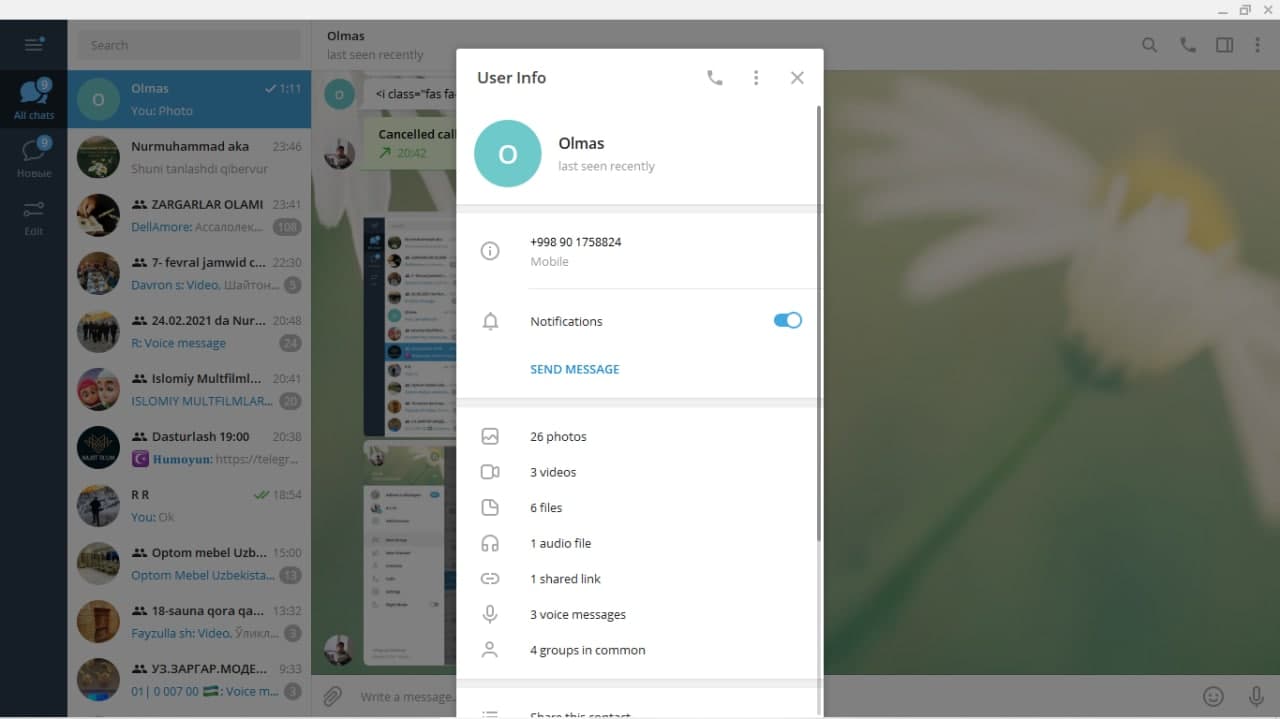 Search
All chats
9
Новые
9
Edit
O
Olmas
1:11
You: Photo
Nurmuhammad aka
23:46
Shuni tanlashdi qibervur
ZARGARLAR OLAMI
23:41
DellAmore: Ассалолек...
108
7- fevral jamwid c...
22:30
Davron s: Video, Шайтон...
5
24.02.2021 da Nur...
20:48
R: Voice message
24
Islomiy Multfilml...
20:41
ISLOMIY MULTFILMLAR...
20
Dasturlash 19:00
20:38
Humoyun: https://telegr...
R R
18:54
You: Ok
Optom mebel Uzb...
15:00
Optom Mebel Uzbekista...
13
18-sauna qora qa...
13:32
Fayzulla sh: Video, Ўликл...
3
УЗ.ЗАРГАР.МОДЕ...
9:33
01| 0 007 00 🇺🇿: Voice m...
3
Olmas
last seen recently
O
<i class="fas fa
Cancelled call
20:42
Write a message...
User Info
O
Olmas
last seen recently
+998 90 1758824
Mobile
Notifications
SEND MESSAGE
26 photos
3 videos
6 files
1 audio file
1 shared link
3 voice messages
4 groups in common
Share this contact